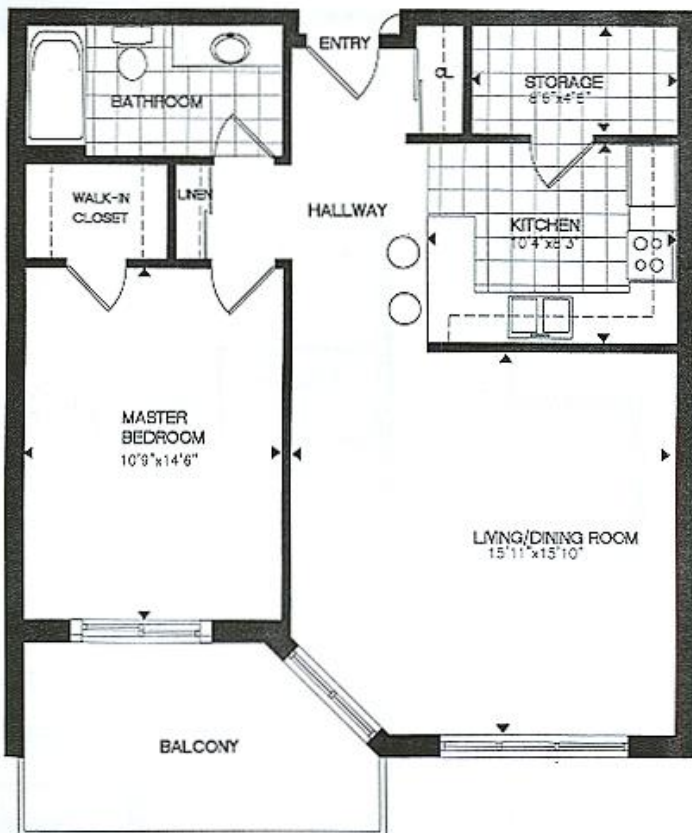 ENTRY
CL
STORAGE
8'6"x4'6"
BATHROOM
WALK-IN
CLOSET
LINEN
HALLWAY
KITCHEN
10'4"x8'3"
MASTER
BEDROOM
10'9"x14'6"
LIVING/DINING ROOM
15'11"x15'10"
BALCONY